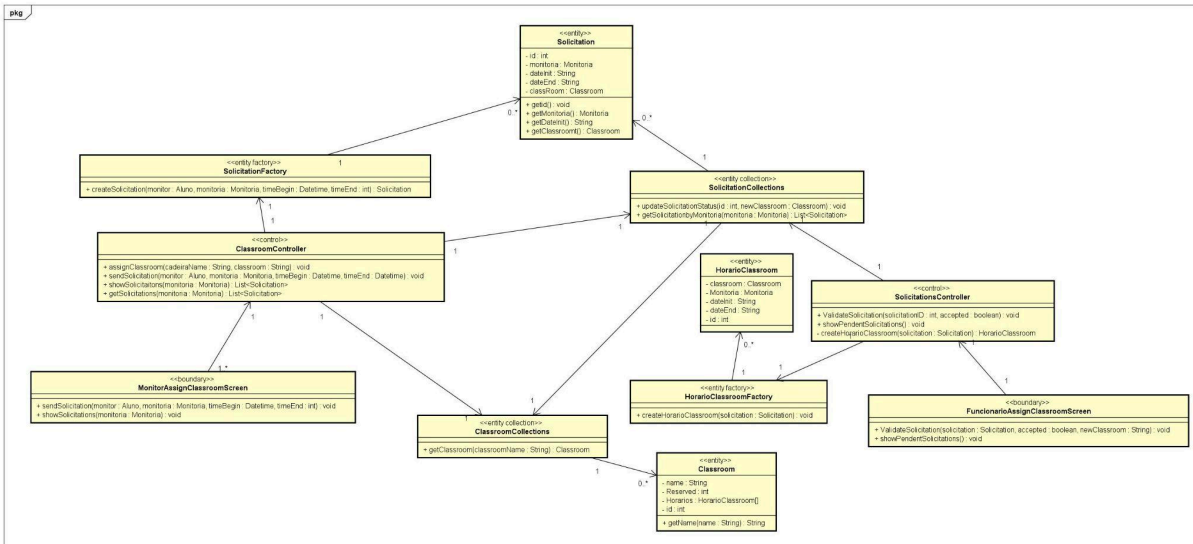 pkg
<<entity>>
Solicitation
- id : int
- monitoria : Monitoria
- dateInit : String
- dateEnd : String
- classRoom : Classroom
+ getid() : void
+ getMonitoria() : Monitoria
+ getDateInit() : String
+ getClassroomt() : Classroom
0..*
0..*
1
1
<<entity factory>>
SolicitationFactory
+ createSolicitation(monitor : Aluno, monitoria : Monitoria, timeBegin : Datetime, timeEnd : int) : Solicitation
<<entity collection>>
SolicitationCollections
+ updateSolicitationStatus(id : int, newClassroom : Classroom) : void
+ getSolicitationbyMonitoria(monitoria : Monitoria) : List<Solicitation>
1
1
1
1
1
1
<<control>>
ClassroomController
+ assignClassroom(cadeiraName : String, classroom : String) : void
+ sendSolicitation(monitor : Aluno, monitoria : Monitoria, timeBegin : Datetime, timeEnd : Datetime) : void
+ showSolicitaitons(monitoria : Monitoria) : List<Solicitation>
+ getSolicitations(monitoria : Monitoria) : List<Solicitation>
<<entity>>
HorarioClassroom
- classroom : Classroom
- Monitoria : Monitoria
- dateInit : String
- dateEnd : String
- id : int
1
<<control>>
SolicitationsController
+ ValidateSolicitation(solicitationID : int, accepted : boolean) : void
+ showPendentSolicitations() : void
- createHorarioClassroom(solicitation : Solicitation) : HorarioClassroom
1
1
1
0..*
1
1..*
1
1
1
<<boundary>>
MonitorAssignClassroomScreen
+ sendSolicitation(monitor : Aluno, monitoria : Monitoria, timeBegin : Datetime, timeEnd : int) : void
+ showSolicitations(monitoria : Monitoria) : void
<<entity factory>>
HorarioClassroomFactory
+ createHorarioClassroom(solicitation : Solicitation) : void
<<boundary>>
FuncionarioAssignClassroomScreen
+ ValidateSolicitation(solicitation : Solicitation, accepted : boolean, newClassroom : String) : void
+ showPendentSolicitations() : void
1
1
<<entity collection>>
ClassroomCollections
+ getClassroom(classroomName : String) : Classroom
1
0..*
<<entity>>
Classroom
- name : String
- Reserved : int
- Horarios : HorarioClassroom[]
- id : int
+ getName(name : String) : String